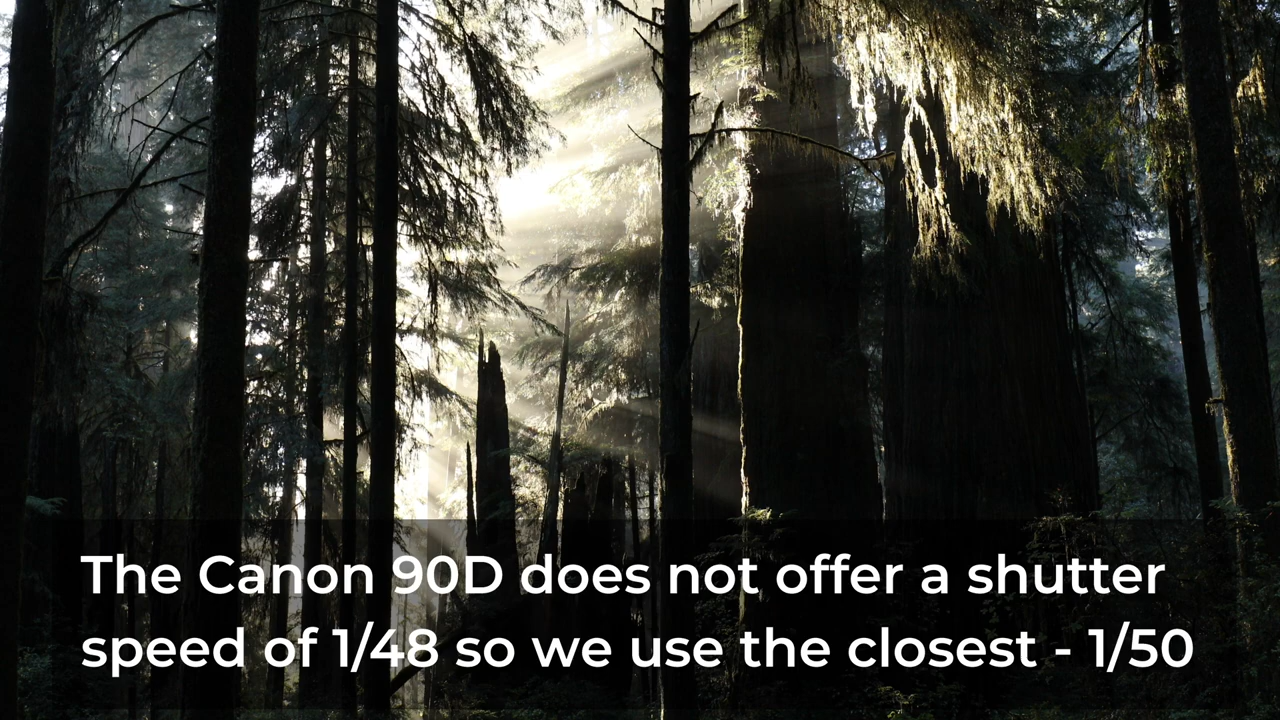 The Canon 90D does not offer a shutter
speed of 1/48 so we use the closest - 1/50